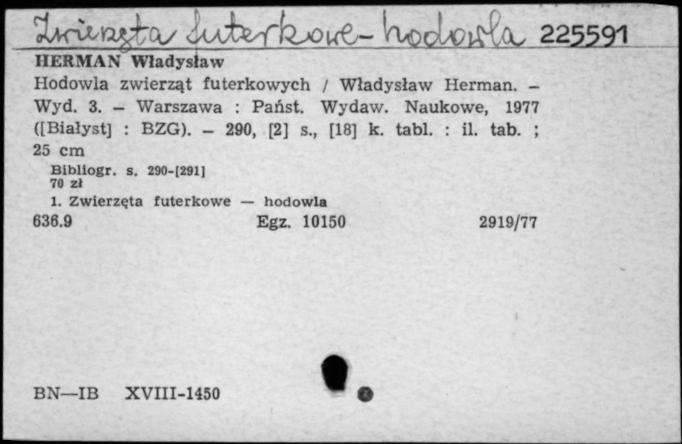 Zwierzęta futerkowe - hodowla 225591
HERMAN Władysław
Hodowla zwierząt futerkowych / Władysław Herman. –
Wyd. 3. – Warszawa : Państ. Wydaw. Naukowe, 1977
([Białyst] : BZG). – 290, [2] s., [18] k. tabl. : il. tab. ;
25 cm
Bibliogr. s. 290-[291]
70 zł
1. Zwierzęta futerkowe — hodowla
636.9 Egz. 10150 2919/77
BN—IB XVIII-1450